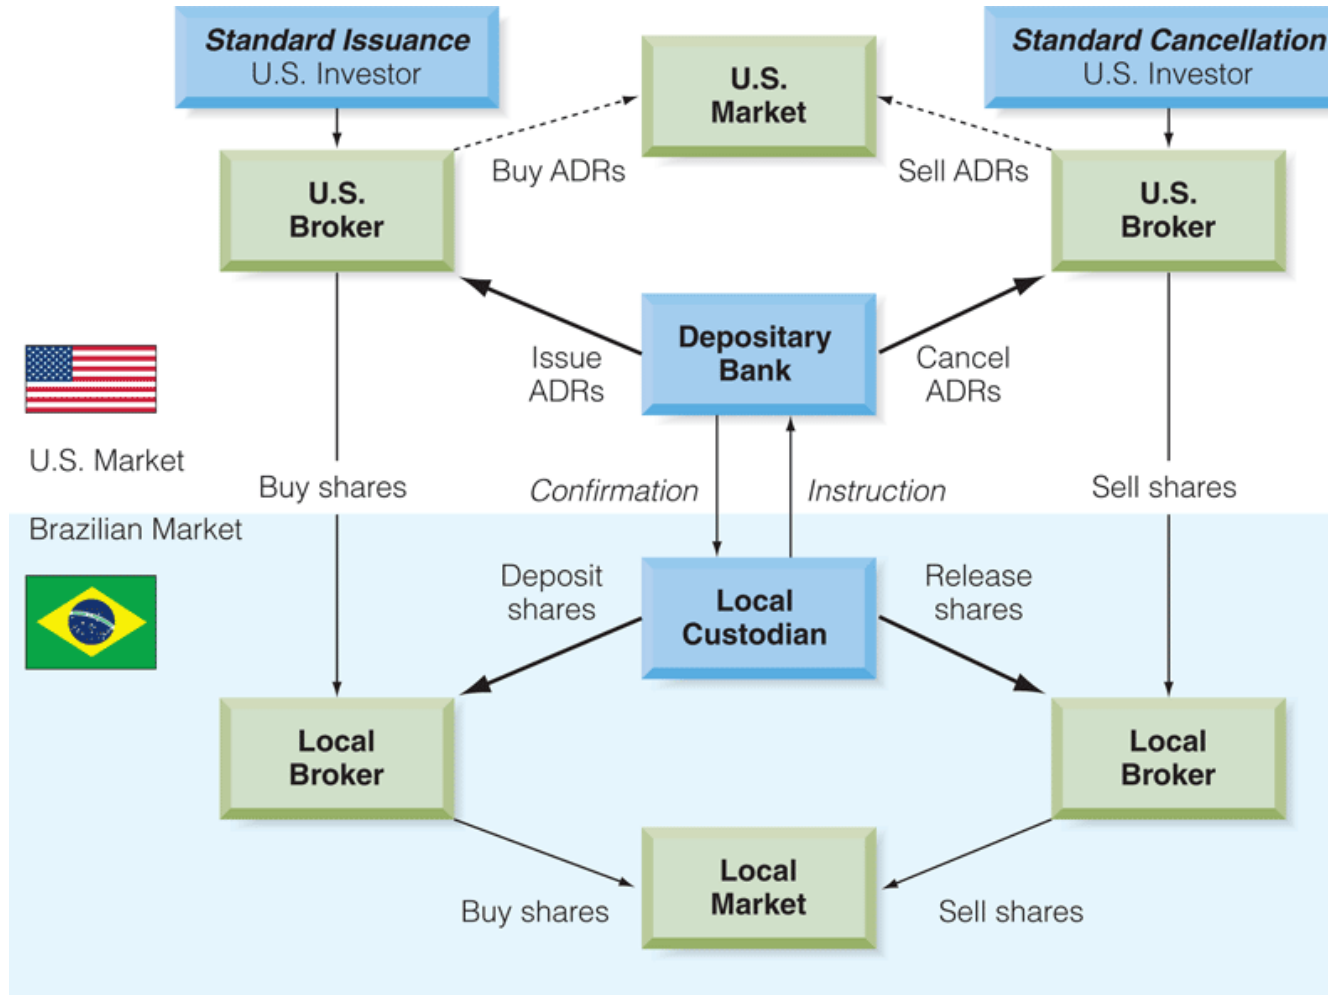 Standard Issuance
U.S. Investor
Standard Cancellation
U.S. Investor
U.S.
Market
Buy ADRs
Sell ADRs
U.S.
Broker
U.S.
Broker
Depositary
Bank
Issue
ADRs
Cancel
ADRs
U.S. Market
Buy shares
Confirmation
Instruction
Sell shares
Brazilian Market
Deposit
shares
Release
shares
Local
Custodian
Local
Broker
Local
Broker
Local
Market
Buy shares
Sell shares